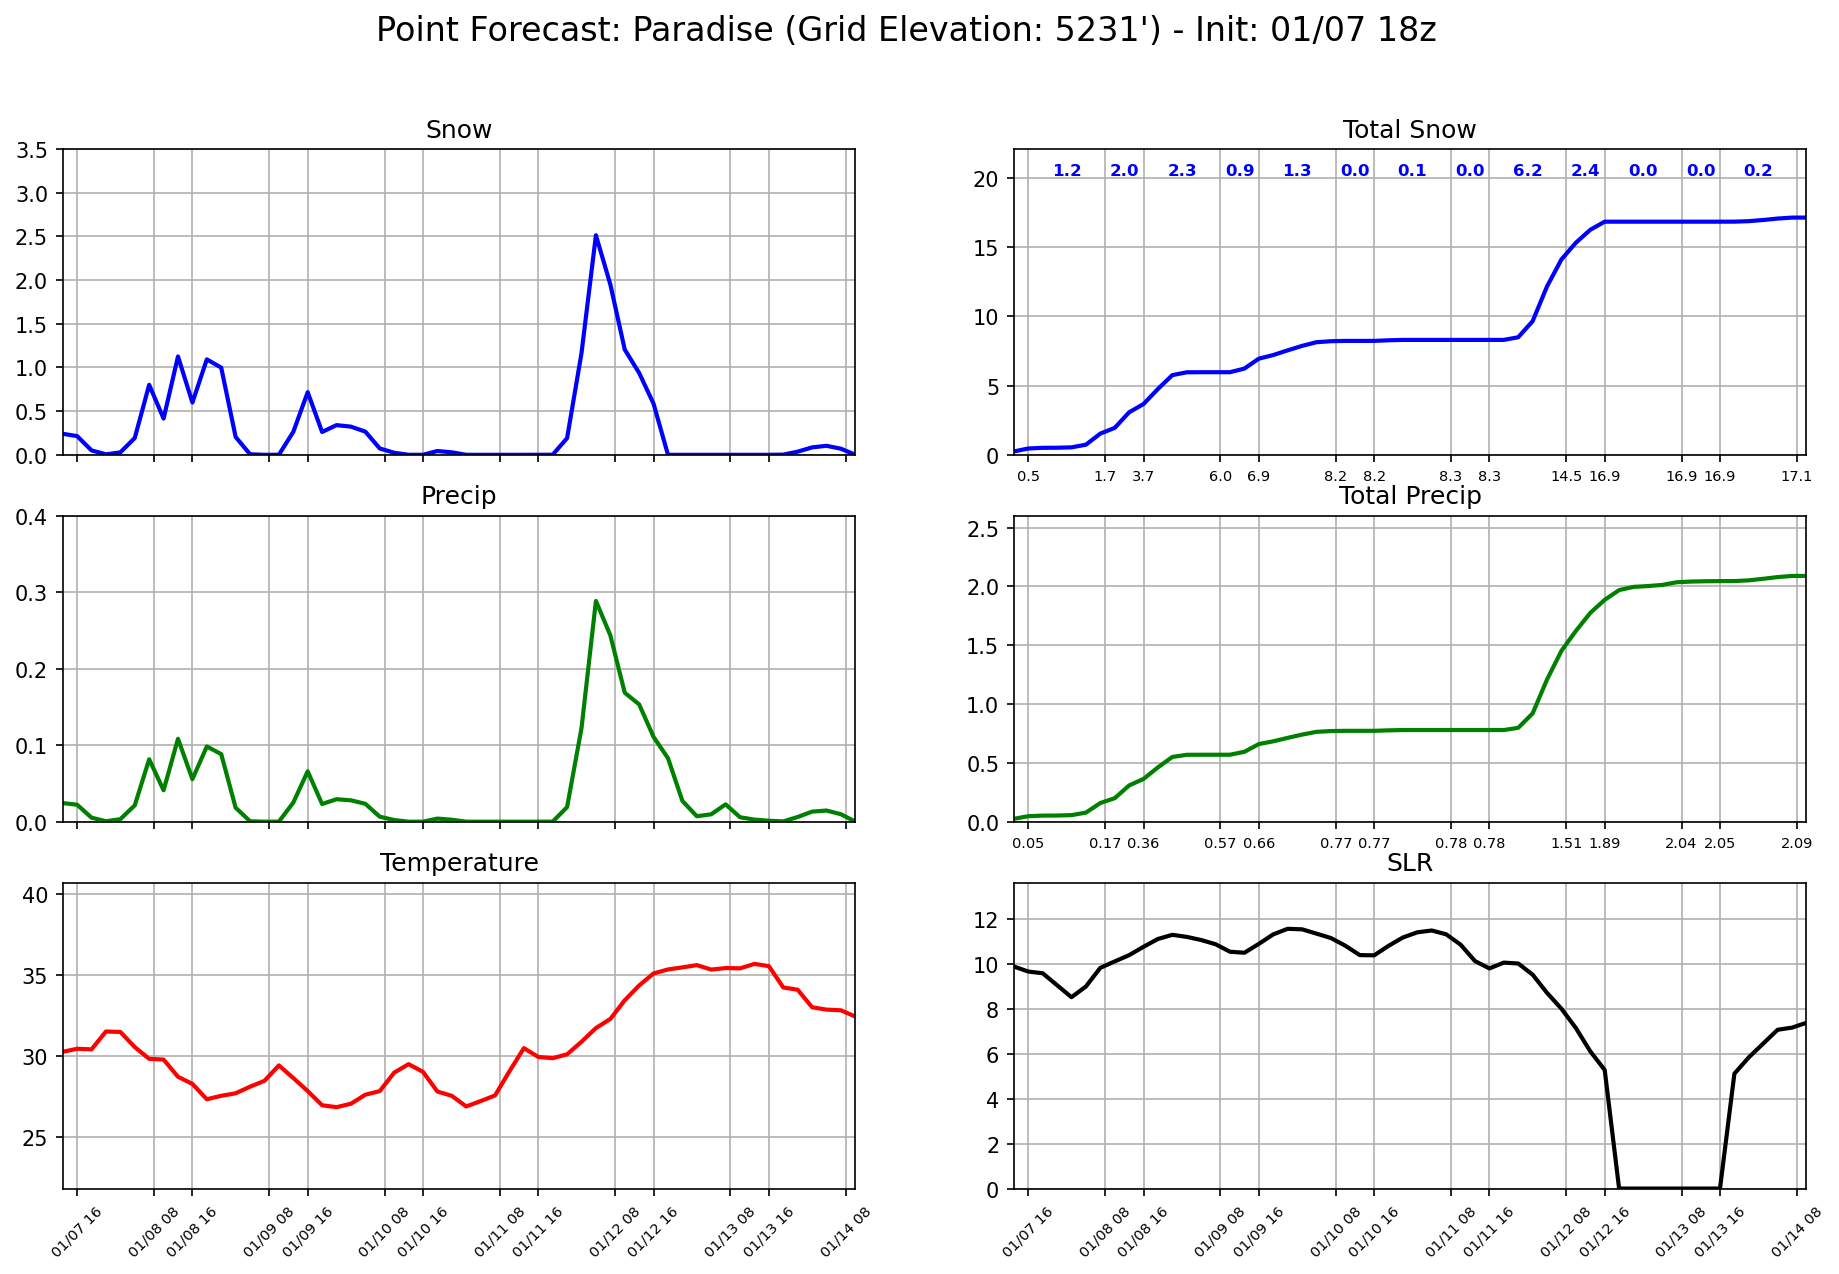 Point Forecast: Paradise (Grid Elevation: 5231') - Init: 01/07 18z
Snow
3.5
3.0
2.5
2.0
1.5
1.0
0.5
0.0
Total Snow
1.2 2.0 2.3 0.9 1.3 0.0 0.1 0.0 6.2 2.4 0.0 0.0 0.2
20
15
10
5
0
0.5 1.7 3.7 6.0 6.9 8.2 8.2 8.3 8.3 14.5 16.9 16.9 16.9 17.1
Precip
0.4
0.3
0.2
0.1
0.0
Total Precip
2.5
2.0
1.5
1.0
0.5
0.0
0.05 0.17 0.36 0.57 0.66 0.77 0.77 0.78 0.78 1.51 1.89 2.04 2.05 2.09
Temperature
40
35
30
25
01/07 16 01/08 08 01/08 16 01/09 08 01/09 16 01/10 08 01/10 16 01/11 08 01/11 16 01/12 08 01/12 16 01/13 08 01/13 16 01/14 08
SLR
12
10
8
6
4
2
0
01/07 16 01/08 08 01/08 16 01/09 08 01/09 16 01/10 08 01/10 16 01/11 08 01/11 16 01/12 08 01/12 16 01/13 08 01/13 16 01/14 08